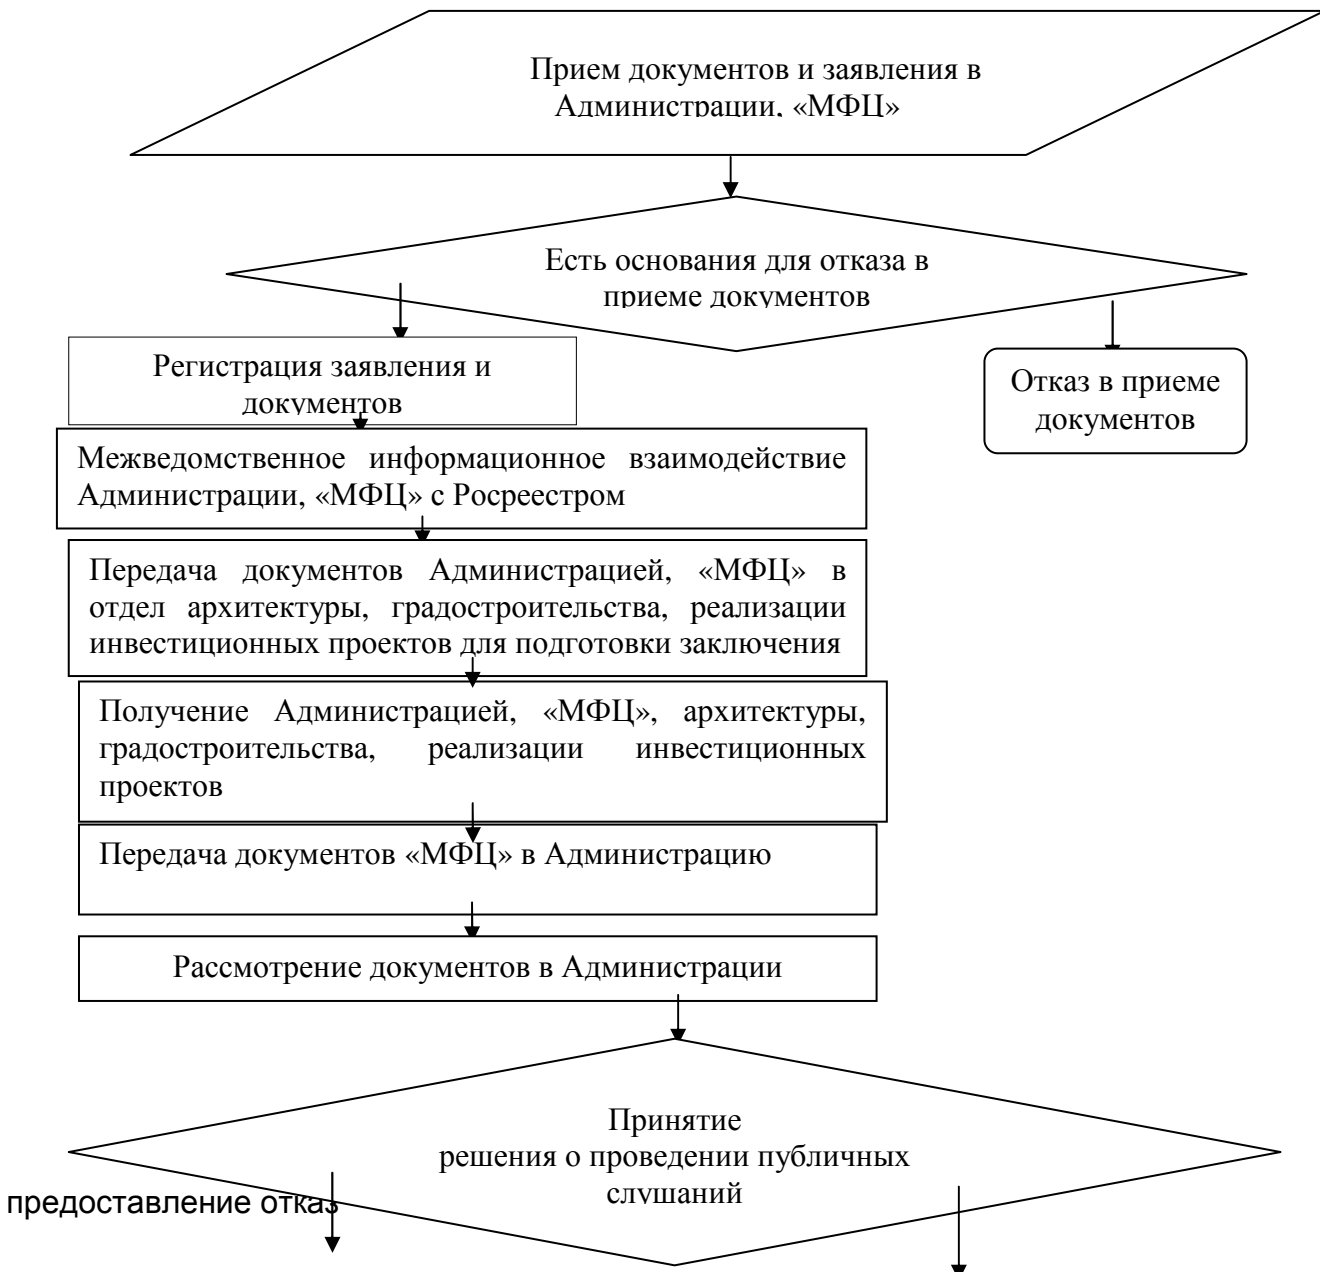 Прием документов и заявления в
Администрации, «МФЦ»
Есть основания для отказа в
приеме документов
Регистрация заявления и
документов
Отказ в приеме
документов
Межведомственное информационное взаимодействие
Администрации, «МФЦ» с Росреестром
Передача документов Администрацией, «МФЦ» в
отдел архитектуры, градостроительства, реализации
инвестиционных проектов для подготовки заключения
Получение Администрацией, «МФЦ», архитектуры,
градостроительства, реализации инвестиционных
проектов
Передача документов «МФЦ» в Администрацию
Рассмотрение документов в Администрации
Принятие
решения о проведении публичных
слушаний
предоставление отказ